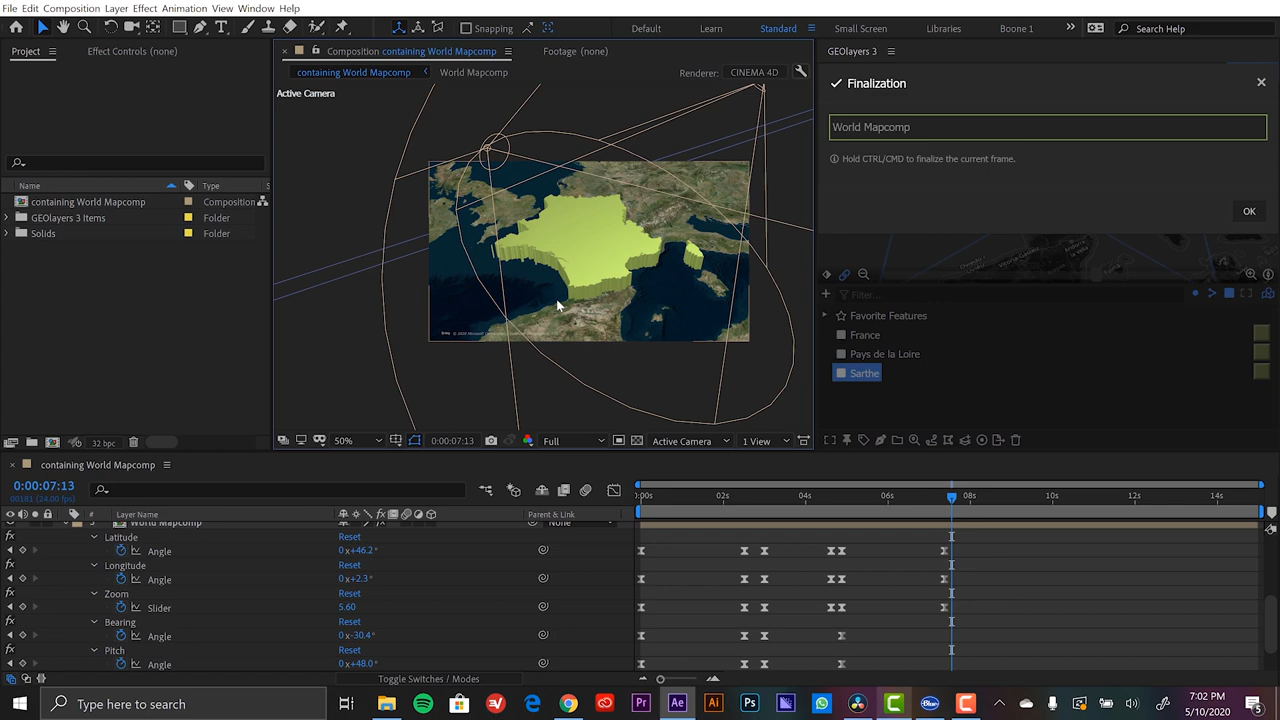 File Edit Composition Layer Effect Animation View Window Help
Snapping Default Learn Standard Small Screen Libraries Boone 1 Search Help
Project Effect Controls (none) Composition containing World Mapcomp Footage (none) GEOlayers 3
containing World Mapcomp World Mapcomp Renderer: CINEMA 4D
Finalization
Active Camera
World Mapcomp
Hold CTRL/CMD to finalize the current frame.
Name Type
containing World Mapcomp Composition
GEOlayers 3 Items Folder
Solids Folder
OK
Filter...
Favorite Features
France
Pays de la Loire
Sarthe
32 bpc
50% 0:00:07:13 Full Active Camera 1 View
containing World Mapcomp
0:00:07:13
00181 (24.00 fps)
:00s 02s 04s 06s 08s 10s 12s 14s
# Layer Name Parent & Link
World Mapcomp None
Latitude Reset
Angle 0x+46.2°
Longitude Reset
Angle 0x+2.3°
Zoom Reset
Slider 5.60
Bearing Reset
Angle 0x-30.4°
Pitch Reset
Angle 0x+48.0°
Toggle Switches / Modes
Type here to search
7:02 PM
5/10/2020